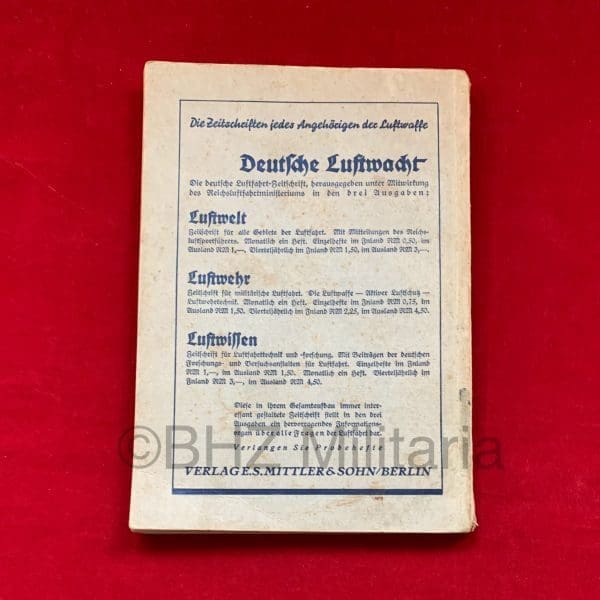 Die Zeitschriften jedes Angehörigen der Luftwaffe
Deutsche Luftwacht
Die deutsche Luftfahrt-Zeitschrift, herausgegeben unter Mitwirkung
des Reichsluftfahrtministeriums in den drei Ausgaben:
Luftwelt
Zeitschrift für alle Gebiete der Luftfahrt. Mit Mitteilungen des Reichs-
luftsportführers. Monatlich ein Heft. Einzelhefte im Inland RM 0,50, im
Ausland RM 1,—. Vierteljährlich im Inland RM 1,50, im Ausland RM 3,—.
Luftwehr
Zeitschrift für militärische Luftfahrt. Die Luftwaffe — Aktiver Luftschutz —
Luftwehrtechnik. Monatlich ein Heft. Einzelhefte im Inland RM 0,75, im
Ausland RM 1,50. Vierteljährlich im Inland RM 2,25, im Ausland RM 4,50.
Luftwissen
Zeitschrift für Luftfahrttechnik und -forschung. Mit Beiträgen der deutschen
Forschungs- und Versuchsanstalten für Luftfahrt. Einzelhefte im Inland
RM 1,—, im Ausland RM 1,50. Monatlich ein Heft. Vierteljährlich im
Inland RM 3,—, im Ausland RM 4,50.
Diese in ihrem Gesamtaufbau immer inter-
essant gestaltete Zeitschrift stellt in den drei
Ausgaben ein hervorragendes Informations-
organ über alle Fragen der Luftfahrt dar.
Verlangen Sie Probehefte
VERLAG E. S. MITTLER & SOHN / BERLIN
©BHZ Militaria